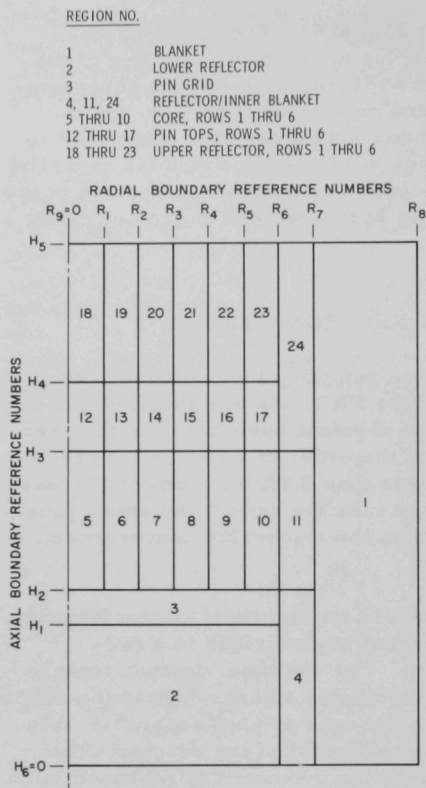 REGION NO.
1 BLANKET
2 LOWER REFLECTOR
3 PIN GRID
4, 11, 24 REFLECTOR/INNER BLANKET
5 THRU 10 CORE, ROWS 1 THRU 6
12 THRU 17 PIN TOPS, ROWS 1 THRU 6
18 THRU 23 UPPER REFLECTOR, ROWS 1 THRU 6
RADIAL BOUNDARY REFERENCE NUMBERS
R9=0 R1 R2 R3 R4 R5 R6 R7 R8
AXIAL BOUNDARY REFERENCE NUMBERS
H5
18 19 20 21 22 23
24
H4
12 13 14 15 16 17
H3
1
5 6 7 8 9 10 11
H2
3
H1
4
2
H6=0